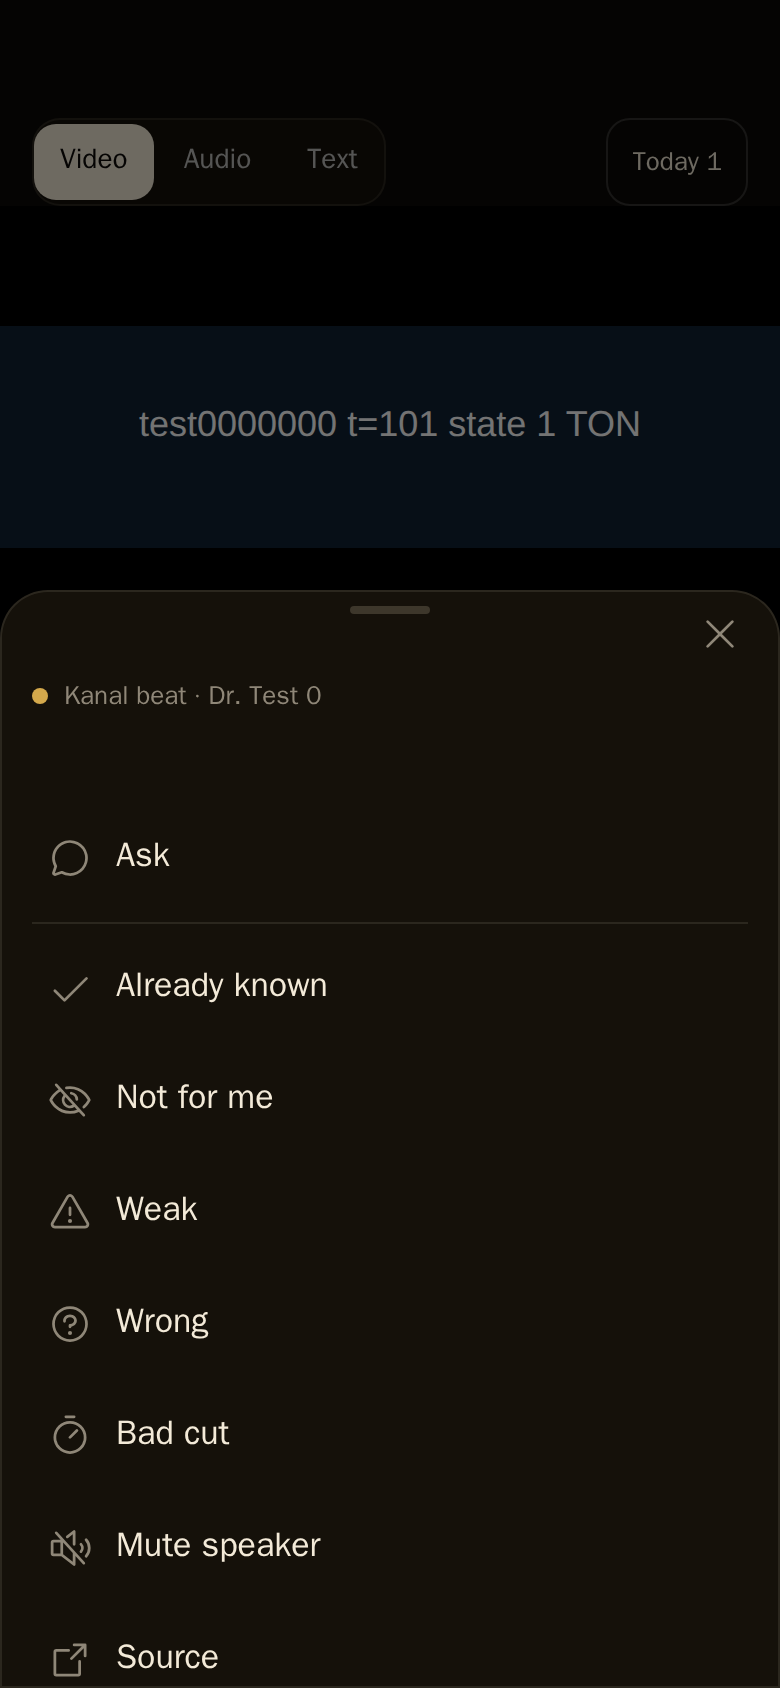 Video Audio Text Today 1
test0000000 t=101 state 1 TON
Kanal beat · Dr. Test 0
Ask
Already known
Not for me
Weak
Wrong
Bad cut
Mute speaker
Source